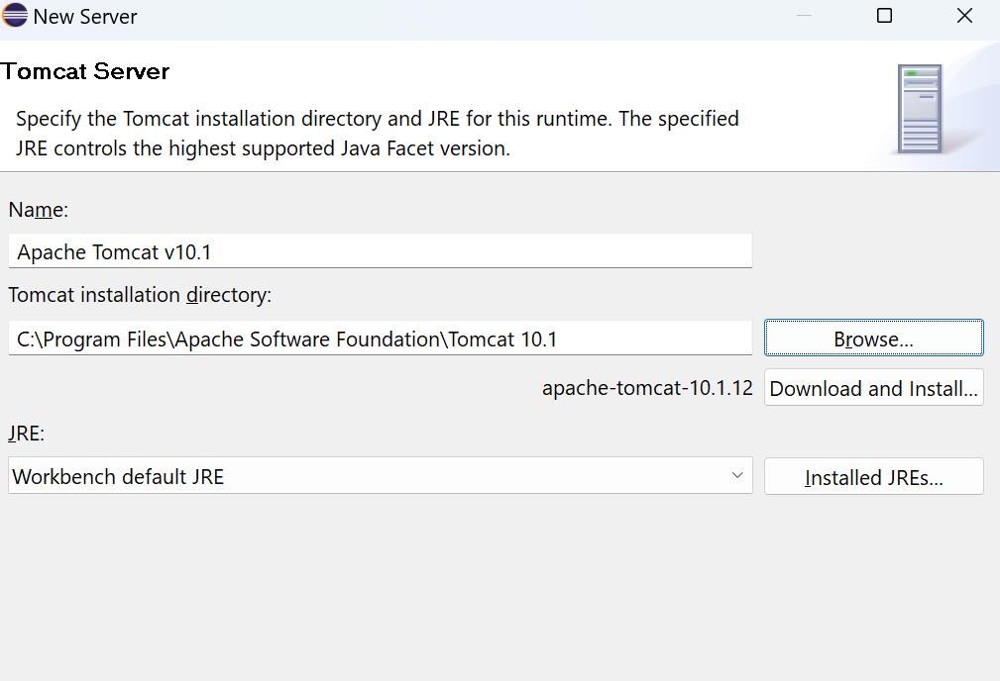 New Server
Tomcat Server
Specify the Tomcat installation directory and JRE for this runtime. The specified
JRE controls the highest supported Java Facet version.
Name:
Apache Tomcat v10.1
Tomcat installation directory:
C:\Program Files\Apache Software Foundation\Tomcat 10.1
Browse...
apache-tomcat-10.1.12
Download and Install...
JRE:
Workbench default JRE
Installed JREs...